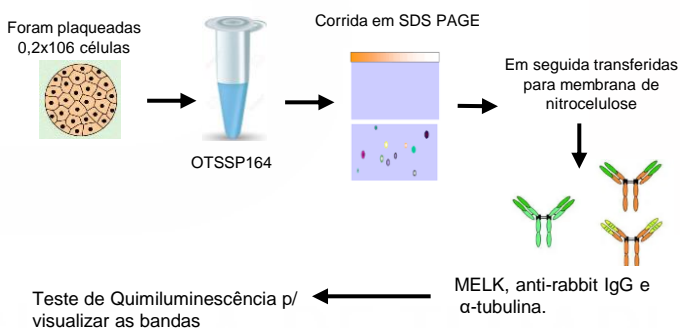 Foram plaqueadas
0,2x106 células
OTSSP164
Corrida em SDS PAGE
Em seguida transferidas
para membrana de
nitrocelulose
MELK, anti-rabbit IgG e
α-tubulina.
Teste de Quimiluminescência p/
visualizar as bandas